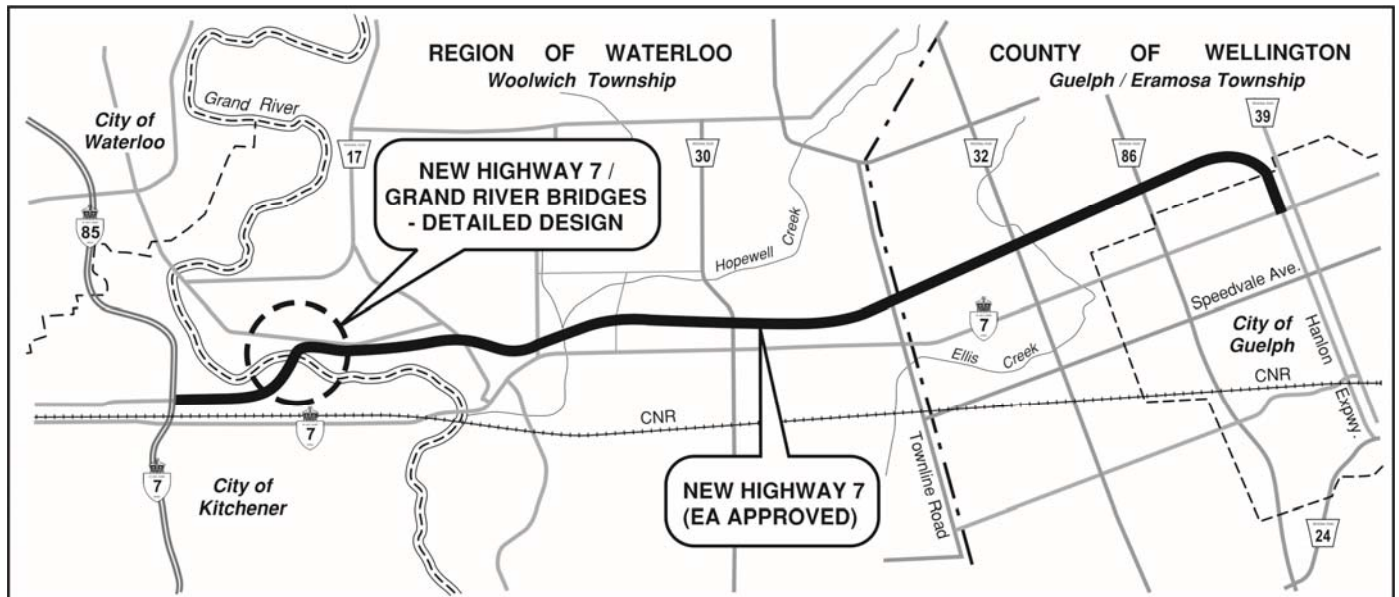 REGION OF WATERLOO
Woolwich Township
COUNTY OF WELLINGTON
Guelph / Eramosa Township
City of
Waterloo
Grand River
85
17
NEW HIGHWAY 7 /
GRAND RIVER BRIDGES
- DETAILED DESIGN
30
Hopewell Creek
32
86
39
Speedvale Ave.
City of
Guelph
Hanlon Expwy.
7
Ellis Creek
CNR
7
CNR
7
City of
Kitchener
NEW HIGHWAY 7
(EA APPROVED)
Townline Road
24